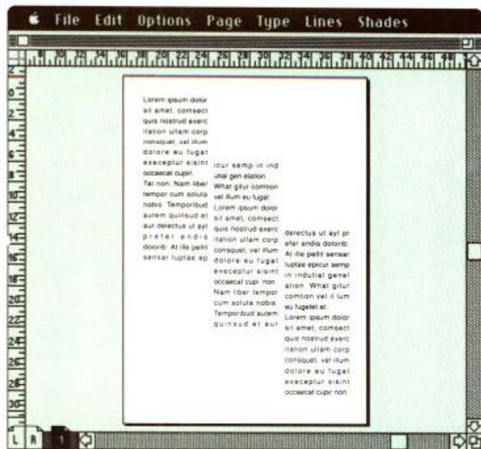 File Edit Options Page Type Lines Shades
Lorem ipsum dolor
sit amet, comsect
quis nostrud exerc
itation ullam corp
consquet, vel illum
dolore eu fugat
execeptur sisint
occaecat cupiri.
Tat non. Nam liber
tempor cum soluta
nobis. Temporibud
autem quinsud et
aur delectus ut ayt
prefer endis
dolorib. At ille pellit
sensar luptae ep
icur semp in ind
utial gen elation.
What gitur comtion
vel illum eu fugat.
Lorem ipsum dolor
sit amet, comsect
quis nostrud exerc
itation ullam corp
consquet, vel illum
dolore eu fugat
execeptur sisint
occaecat cupi non.
Nam liber tempor
cum soluta nobis.
Temporibud autem
quinsud et aur
delectus ut ayt pr
efer endis dolorib.
At ille pellit sensar
luptae epicur semp
in indutial genel
ation. What gitur
comtion vel il lum
eu fugetat at.
Lorem ipsum dolor
sit amet, comsect
quis nostrud exerc
itation ullam corp
consquet, vel illum
dolore eu fugat
execeptur sisint
occaecat cupir non
L R 1